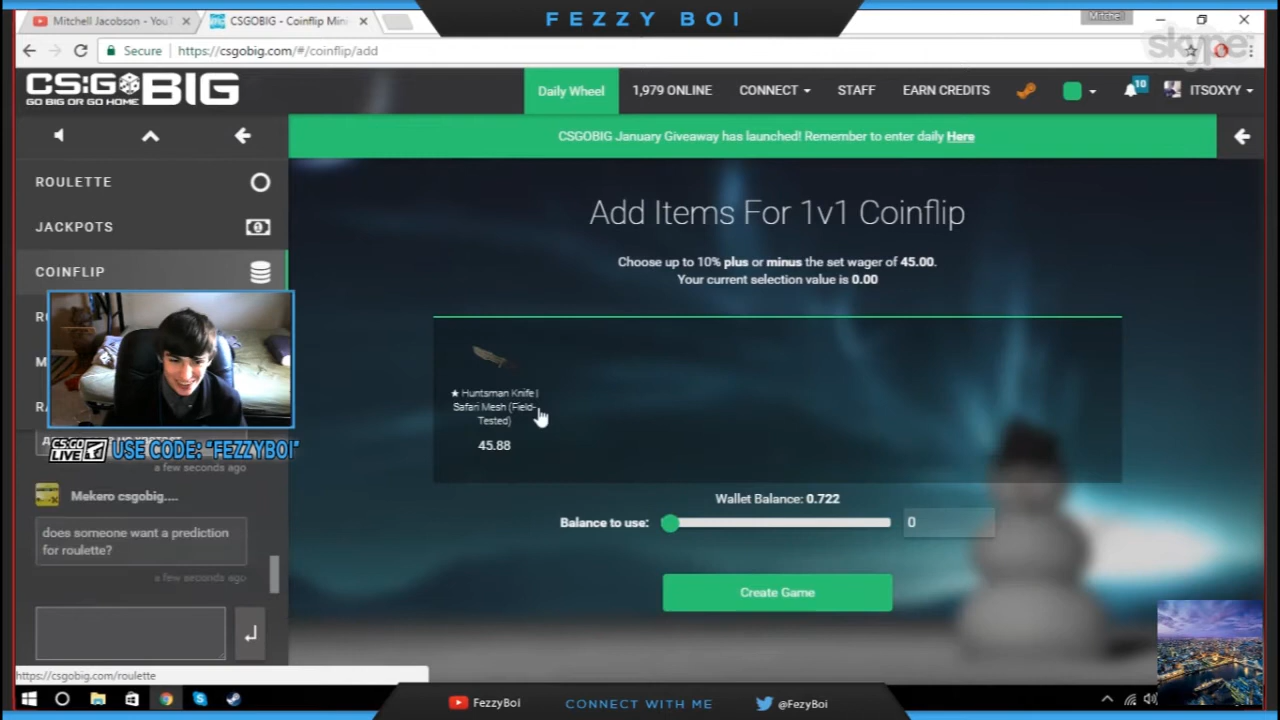 FEZZY BOI
Mitchell Jacobson - YouT
CSGOBIG - Coinflip Mini
Mitchel
skype
Secure
https://csgobig.com/#/coinflip/add
CS:GO BIG
GO BIG OR GO HOME
Daily Wheel
1,979 ONLINE
CONNECT
STAFF
EARN CREDITS
10
ITSOXYY
CSGOBIG January Giveaway has launched! Remember to enter daily Here
ROULETTE
JACKPOTS
COINFLIP
Add Items For 1v1 Coinflip
Choose up to 10% plus or minus the set wager of 45.00.
Your current selection value is 0.00
★ Huntsman Knife |
Safari Mesh (Field-
Tested)
45.88
CS:GO
LIVE
USE CODE: "FEZZYBOI"
a few seconds ago
Mekero csgobig....
does someone want a prediction
for roulette?
a few seconds ago
Wallet Balance: 0.722
Balance to use:
0
Create Game
https://csgobig.com/roulette
FezzyBoI
CONNECT WITH ME
@FezyBoi